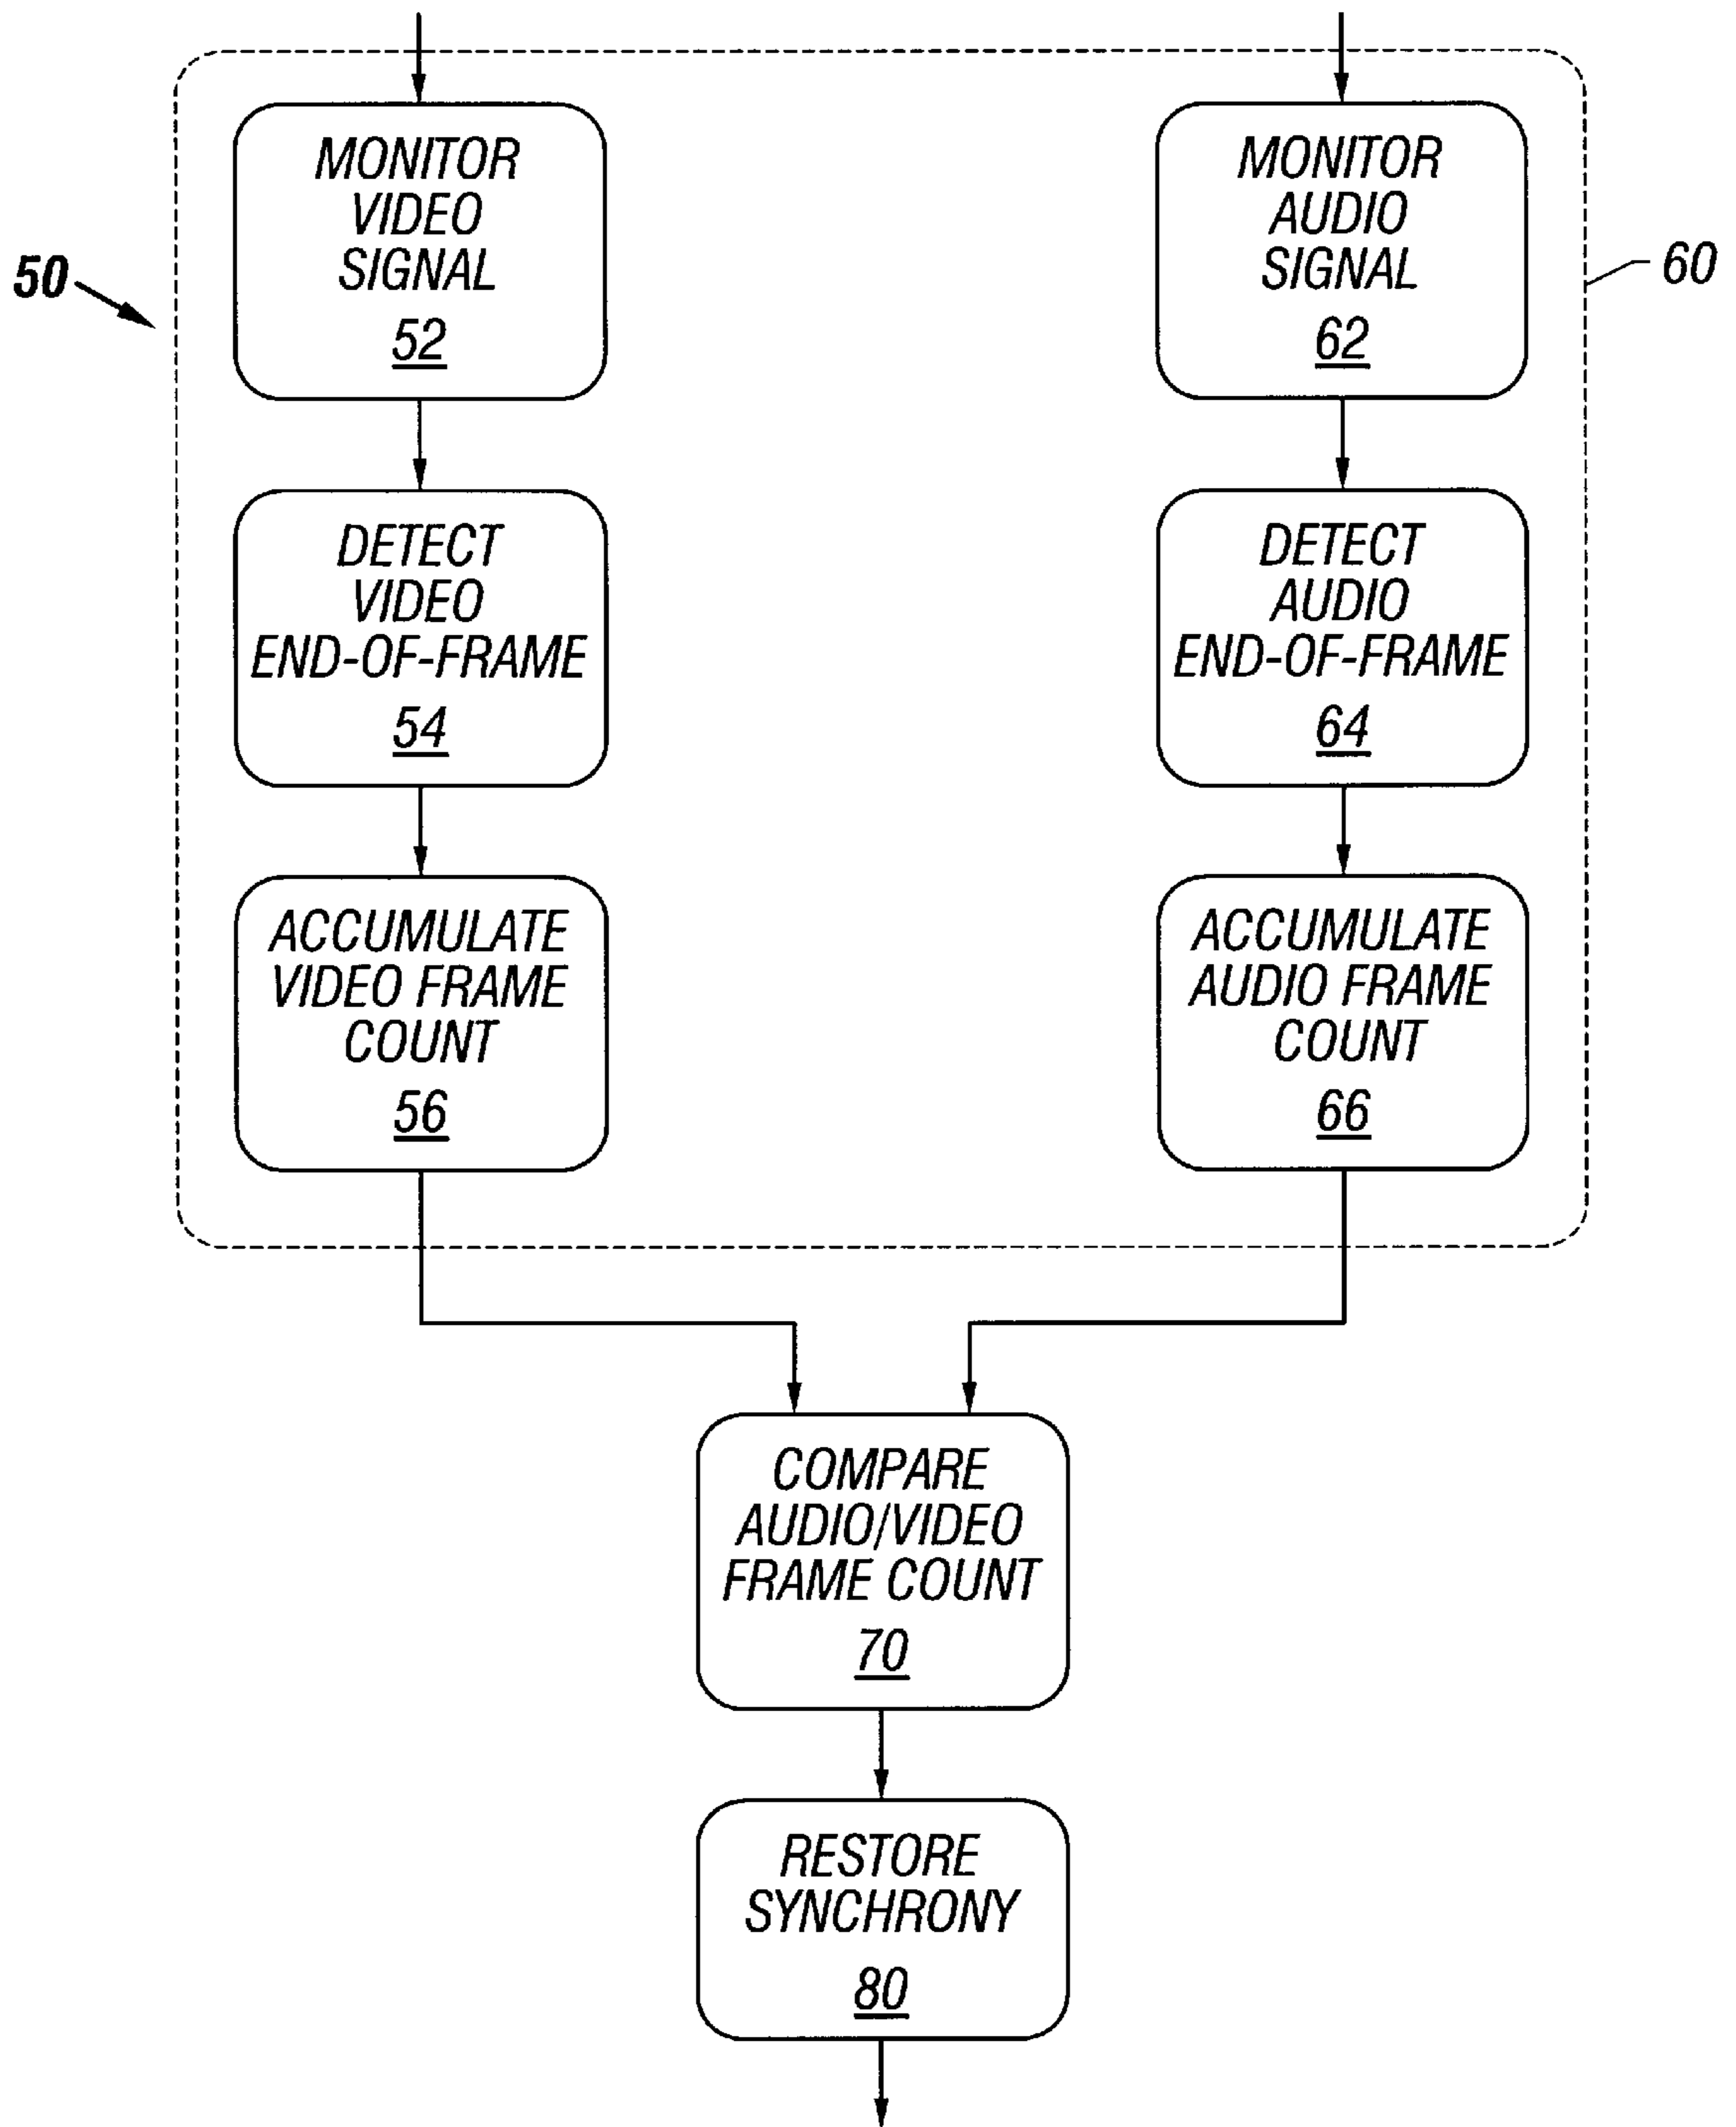 MONITOR
VIDEO
SIGNAL
52
MONITOR
AUDIO
SIGNAL
62
50
60
DETECT
VIDEO
END-OF-FRAME
54
DETECT
AUDIO
END-OF-FRAME
64
ACCUMULATE
VIDEO FRAME
COUNT
56
ACCUMULATE
AUDIO FRAME
COUNT
66
COMPARE
AUDIO/VIDEO
FRAME COUNT
70
RESTORE
SYNCHRONY
80